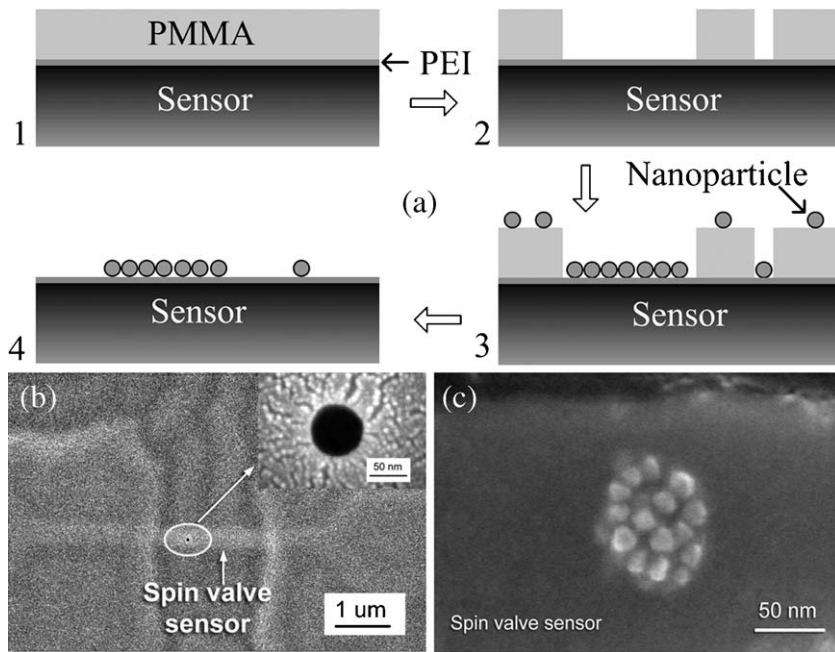 PMMA
PEI
Sensor
1
Sensor
2
(a)
Nanoparticle
Sensor
4
Sensor
3
(b)
50 nm
Spin valve
sensor
1 um
(c)
Spin valve sensor
50 nm